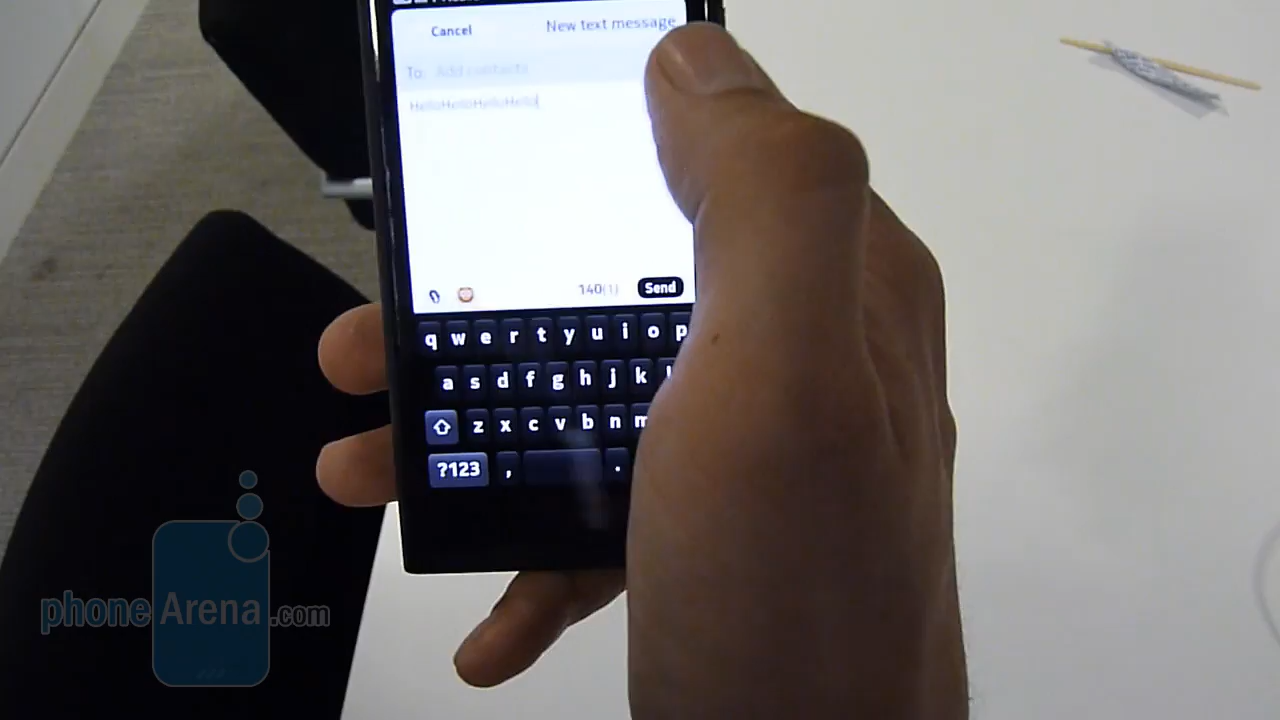 Cancel New text message
To: Add contacts
HelloHelloHelloHello
140(1) Send
q w e r t y u i o p
a s d f g h j k
z x c v b n m
?123 , .
phoneArena.com